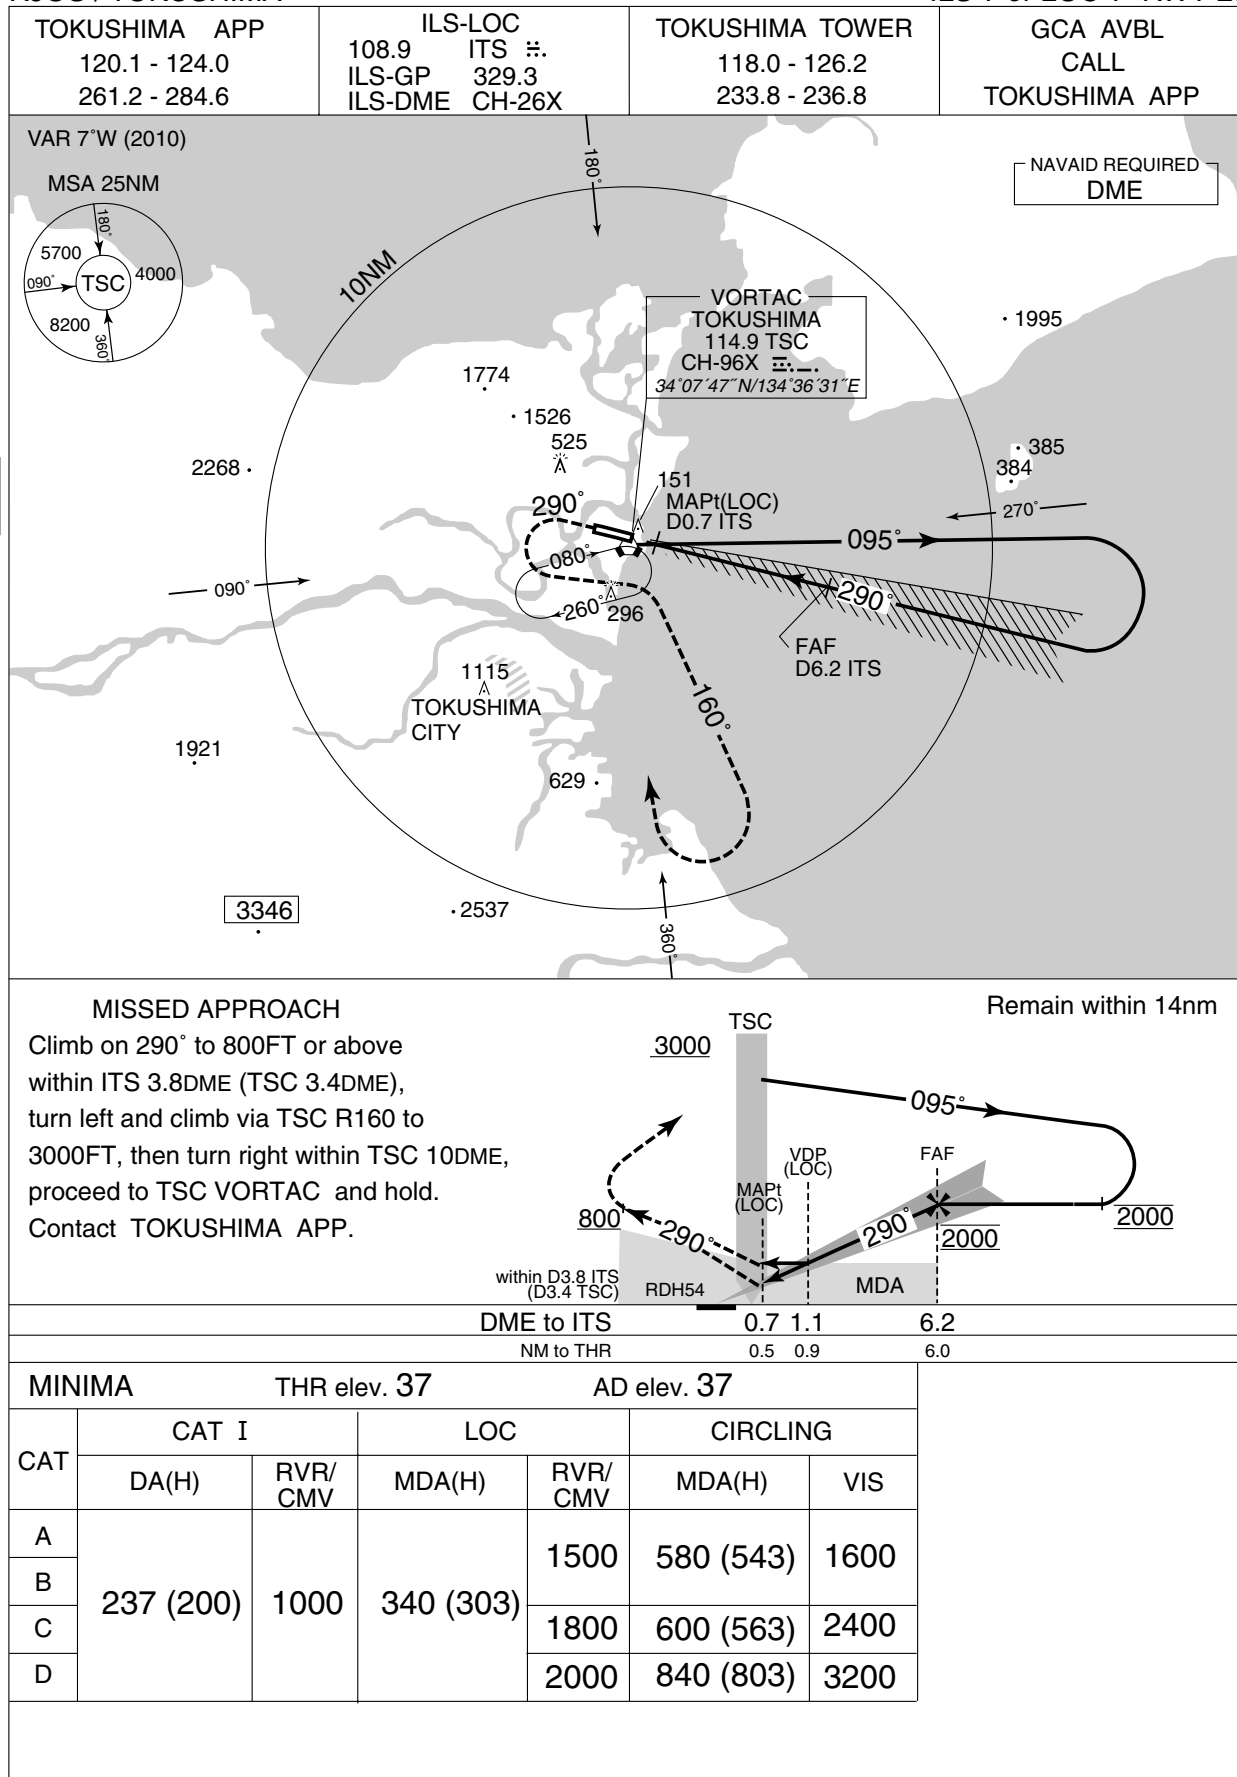 TOKUSHIMA APP
120.1 - 124.0
261.2 - 284.6
ILS-LOC
108.9 ITS
ILS-GP 329.3
ILS-DME CH-26X
TOKUSHIMA TOWER
118.0 - 126.2
233.8 - 236.8
GCA AVBL
CALL
TOKUSHIMA APP
VAR 7°W (2010)
MSA 25NM
180°
5700
4000
090°
TSC
8200
360°
180°
NAVAID REQUIRED
DME
10NM
VORTAC
TOKUSHIMA
114.9 TSC
CH-96X
34°07´47˝N/134°36´31˝E
1995
1774
1526
525
2268
385
384
151
MAPt(LOC)
D0.7 ITS
290°
270°
095°
080°
090°
290°
260°
296
FAF
D6.2 ITS
1115
TOKUSHIMA
CITY
160°
1921
629
3346
2537
360°
MISSED APPROACH
Climb on 290° to 800FT or above
within ITS 3.8DME (TSC 3.4DME),
turn left and climb via TSC R160 to
3000FT, then turn right within TSC 10DME,
proceed to TSC VORTAC and hold.
Contact TOKUSHIMA APP.
Remain within 14nm
TSC
3000
095°
VDP
(LOC)
FAF
MAPt
(LOC)
800
290°
290°
2000
2000
within D3.8 ITS
(D3.4 TSC)
RDH54
MDA
DME to ITS 0.7 1.1 6.2
NM to THR 0.5 0.9 6.0
MINIMA THR elev. 37 AD elev. 37
CAT
CAT I LOC CIRCLING
DA(H) RVR/CMV MDA(H) RVR/CMV MDA(H) VIS
A
B
C
D
237 (200) 1000 340 (303)
1500 580 (543) 1600
1800 600 (563) 2400
2000 840 (803) 3200